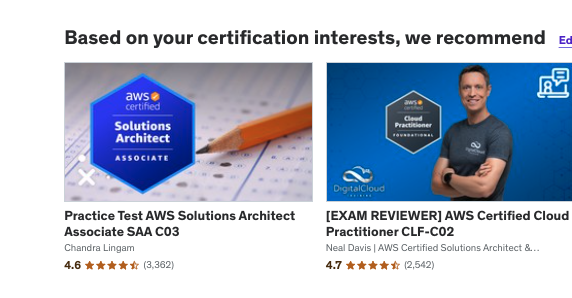 Based on your certification interests, we recommend Ed
aws
certified
Solutions
Architect
ASSOCIATE
aws
certified
Cloud
Practitioner
FOUNDATIONAL
DigitalCloud
TRAINING
DigitalCloud
Practice Test AWS Solutions Architect
Associate SAA C03
Chandra Lingam
4.6 (3,362)
[EXAM REVIEWER] AWS Certified Cloud
Practitioner CLF-C02
Neal Davis | AWS Certified Solutions Architect &...
4.7 (2,542)